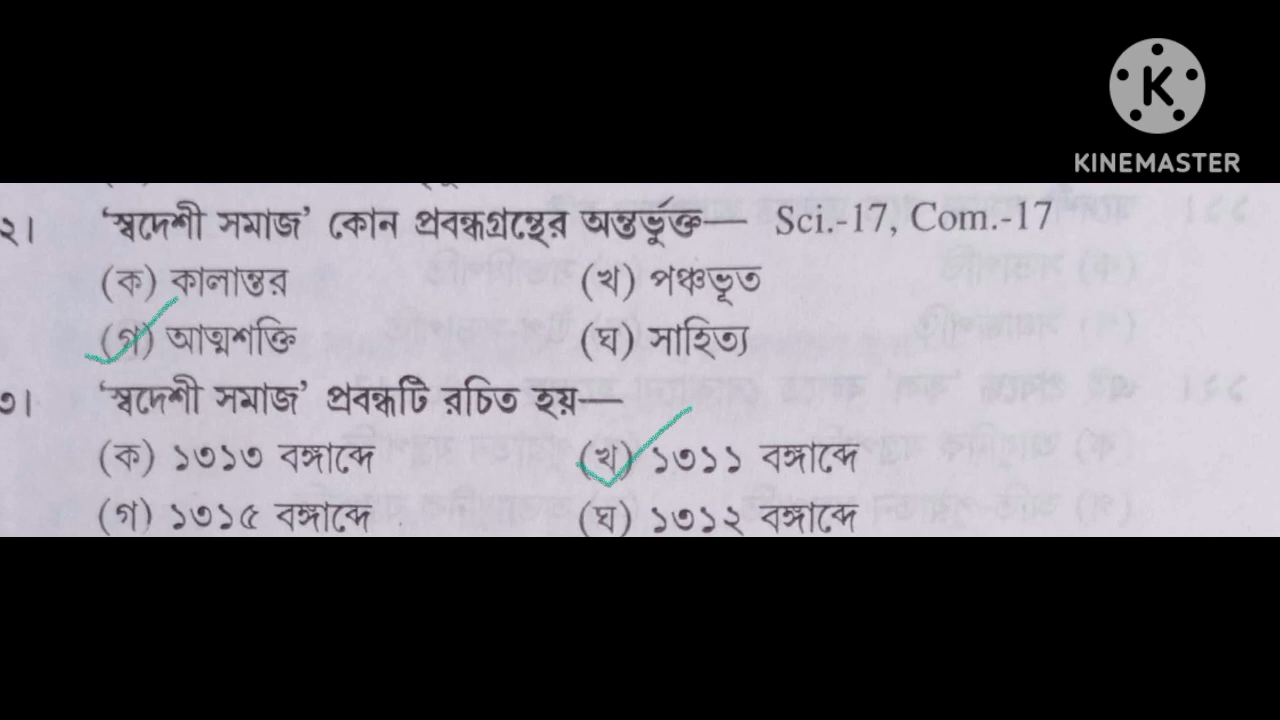 KINEMASTER
২। 'স্বদেশী সমাজ' কোন প্রবন্ধগ্রন্থের অন্তর্ভুক্ত— Sci.-17, Com.-17
(ক) কালান্তর (খ) পঞ্চভূত
(গ) আত্মশক্তি (ঘ) সাহিত্য
৩। 'স্বদেশী সমাজ' প্রবন্ধটি রচিত হয়—
(ক) ১৩১৩ বঙ্গাব্দে (খ) ১৩১১ বঙ্গাব্দে
(গ) ১৩১৫ বঙ্গাব্দে (ঘ) ১৩১২ বঙ্গাব্দে